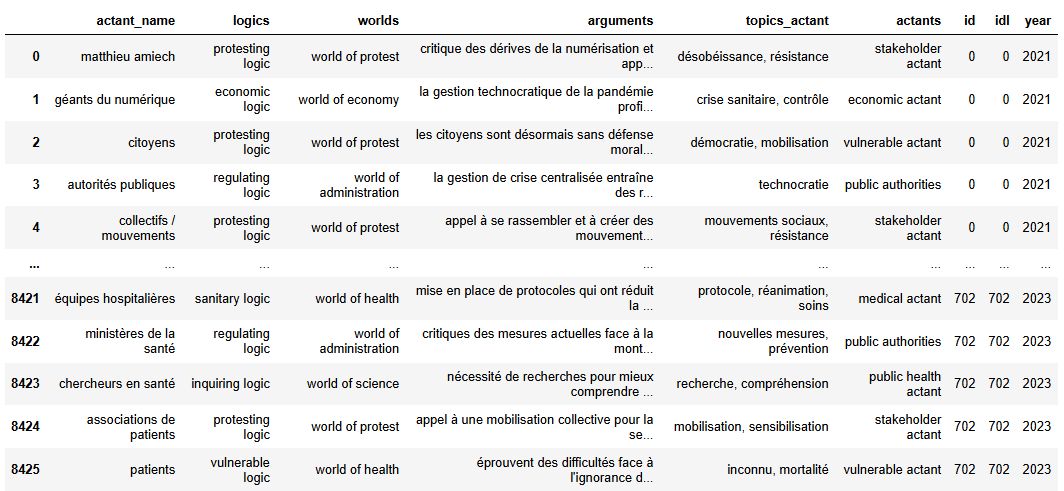 actant_name logics worlds arguments topics_actant actants id idl year
0 matthieu amiech protesting logic world of protest critique des dérives de la numérisation et app... désobéissance, résistance stakeholder actant 0 0 2021
1 géants du numérique economic logic world of economy la gestion technocratique de la pandémie profi... crise sanitaire, contrôle economic actant 0 0 2021
2 citoyens protesting logic world of protest les citoyens sont désormais sans défense moral... démocratie, mobilisation vulnerable actant 0 0 2021
3 autorités publiques regulating logic world of administration la gestion de crise centralisée entraîne des r... technocratie public authorities 0 0 2021
4 collectifs / mouvements protesting logic world of protest appel à se rassembler et à créer des mouvement... mouvements sociaux, résistance stakeholder actant 0 0 2021
... ... ... ... ... ... ... ... ... ...
8421 équipes hospitalières sanitary logic world of health mise en place de protocoles qui ont réduit la ... protocole, réanimation, soins medical actant 702 702 2023
8422 ministères de la santé regulating logic world of administration critiques des mesures actuelles face à la mont... nouvelles mesures, prévention public authorities 702 702 2023
8423 chercheurs en santé inquiring logic world of science nécessité de recherches pour mieux comprendre ... recherche, compréhension public health actant 702 702 2023
8424 associations de patients protesting logic world of protest appel à une mobilisation collective pour la se... mobilisation, sensibilisation stakeholder actant 702 702 2023
8425 patients vulnerable logic world of health éprouvent des difficultés face à l'ignorance d... inconnu, mortalité vulnerable actant 702 702 2023